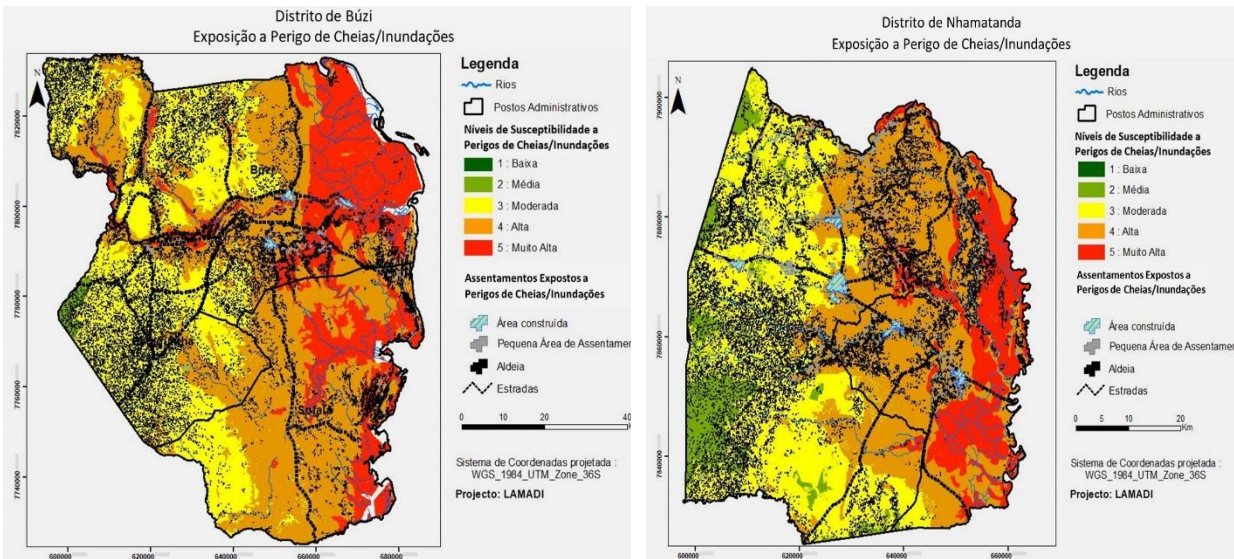 Distrito de Búzi
Exposição a Perigo de Cheias/Inundações
N
7820000
7800000
7780000
7760000
7740000
600000
620000
640000
660000
680000
Búzi
Sofala
Legenda
Rios
Postos Administrativos
Níveis de Susceptibilidade a
Perigos de Cheias/Inundações
1 : Baixa
2 : Média
3 : Moderada
4 : Alta
5 : Muito Alta
Assentamentos Expostos a
Perigos de Cheias/Inundações
Área construída
Pequena Área de Assentame
Aldeia
Estradas
0 20 40
Sistema de Coordenadas projetada :
WGS_1984_UTM_Zone_36S
Projecto: LAMADI
Distrito de Nhamatanda
Exposição a Perigo de Cheias/Inundações
N
7900000
7880000
7860000
7840000
600000
620000
640000
660000
Legenda
Rios
Postos Administrativos
Níveis de Susceptibilidade a
Perigos de Cheias/Inundações
1 : Baixa
2 : Média
3 : Moderada
4 : Alta
5 : Muito Alta
Assentamentos Expostos a
Perigos de Cheias/Inundações
Área construída
Pequena Área de Assentamen
Aldeia
Estradas
0 5 10 20
Km
Sistema de Coordenadas projetada :
WGS_1984_UTM_Zone_36S
Projecto: LAMADI